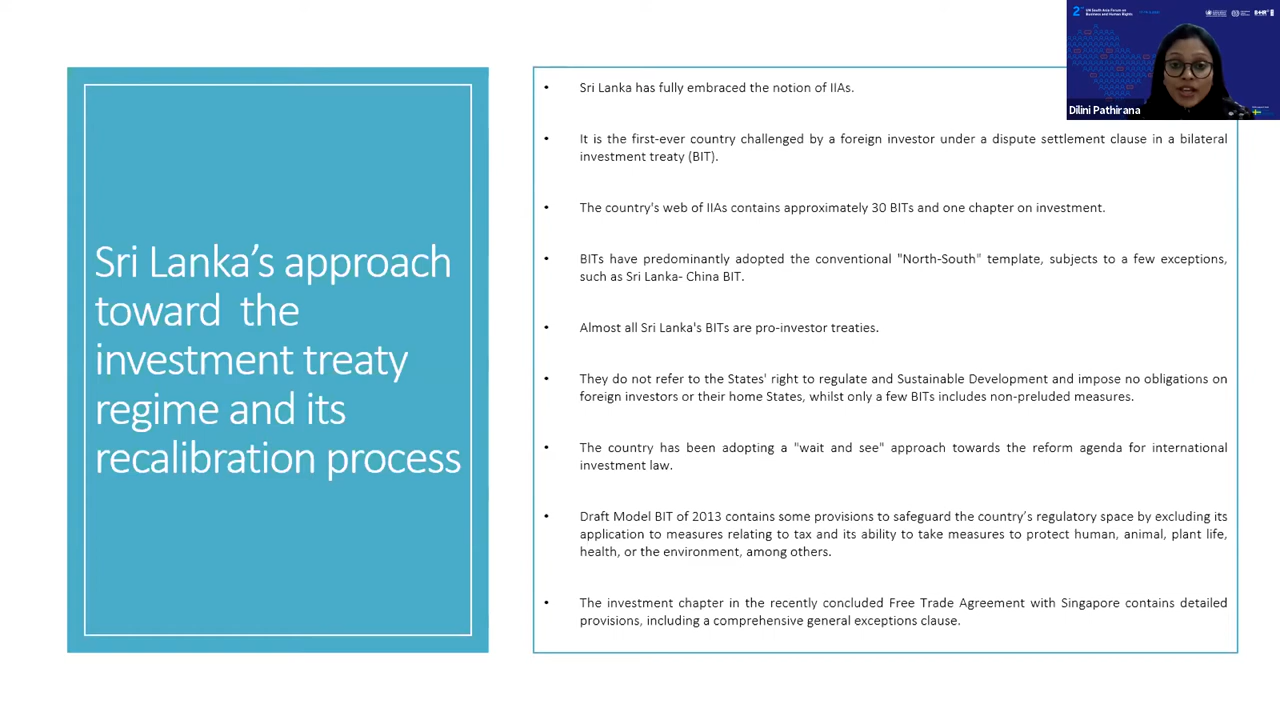 Sri Lanka's approach
toward the
investment treaty
regime and its
recalibration process
• Sri Lanka has fully embraced the notion of IIAs.
• It is the first-ever country challenged by a foreign investor under a dispute settlement clause in a bilateral
investment treaty (BIT).
• The country's web of IIAs contains approximately 30 BITs and one chapter on investment.
• BITs have predominantly adopted the conventional "North-South" template, subjects to a few exceptions,
such as Sri Lanka- China BIT.
• Almost all Sri Lanka's BITs are pro-investor treaties.
• They do not refer to the States' right to regulate and Sustainable Development and impose no obligations on
foreign investors or their home States, whilst only a few BITs includes non-preluded measures.
• The country has been adopting a "wait and see" approach towards the reform agenda for international
investment law.
• Draft Model BIT of 2013 contains some provisions to safeguard the country’s regulatory space by excluding its
application to measures relating to tax and its ability to take measures to protect human, animal, plant life,
health, or the environment, among others.
• The investment chapter in the recently concluded Free Trade Agreement with Singapore contains detailed
provisions, including a comprehensive general exceptions clause.
UN South Asia Forum on
Business and Human Rights
Dilini Pathirana